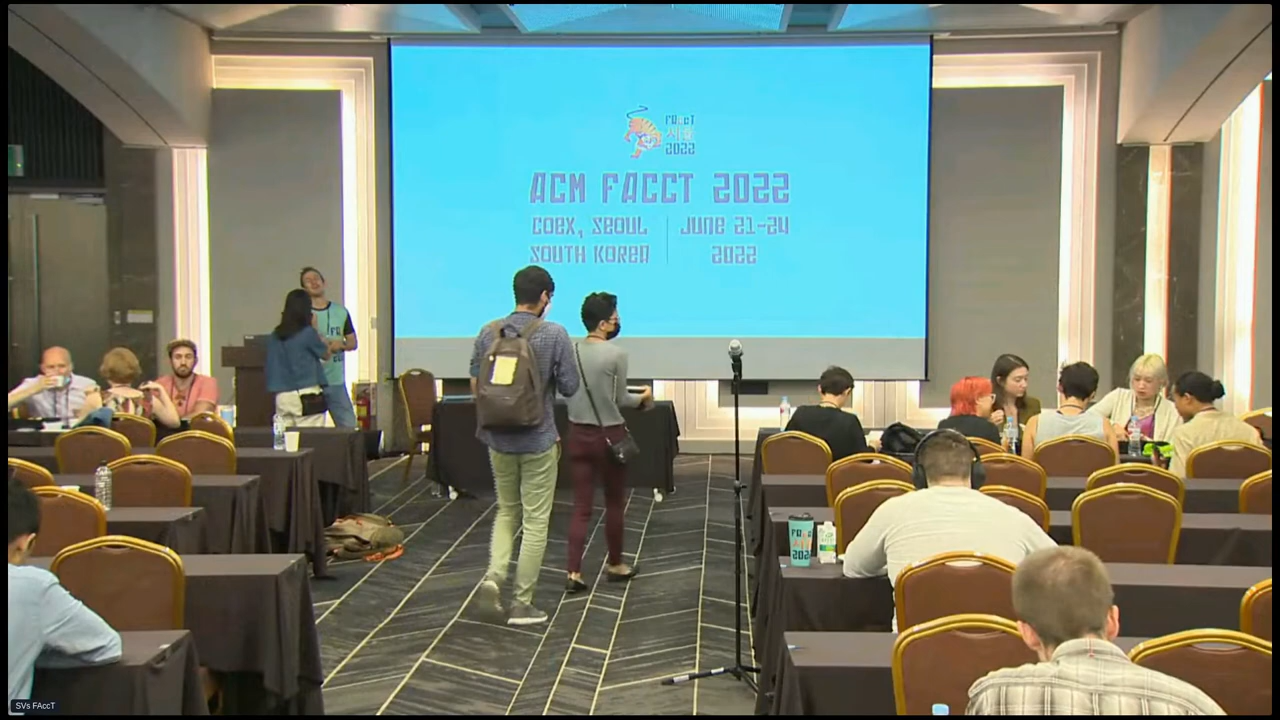 FAccT
서울
2022
ACM FACCT 2022
COEX, SEOUL
SOUTH KOREA
JUNE 21-24
2022
SVs FAccT